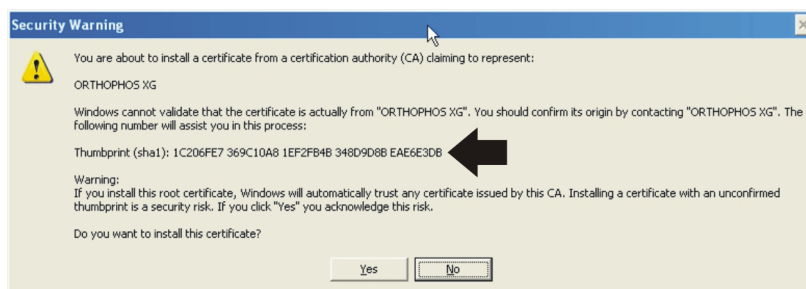 Security Warning
You are about to install a certificate from a certification authority (CA) claiming to represent:
ORTHOPHOS XG
Windows cannot validate that the certificate is actually from "ORTHOPHOS XG". You should confirm its origin by contacting "ORTHOPHOS XG". The
following number will assist you in this process:
Thumbprint (sha1): 1C206FE7 369C10A8 1EF2FB4B 348D9D8B EAE6E3DB
Warning:
If you install this root certificate, Windows will automatically trust any certificate issued by this CA. Installing a certificate with an unconfirmed
thumbprint is a security risk. If you click "Yes" you acknowledge this risk.
Do you want to install this certificate?
Yes No